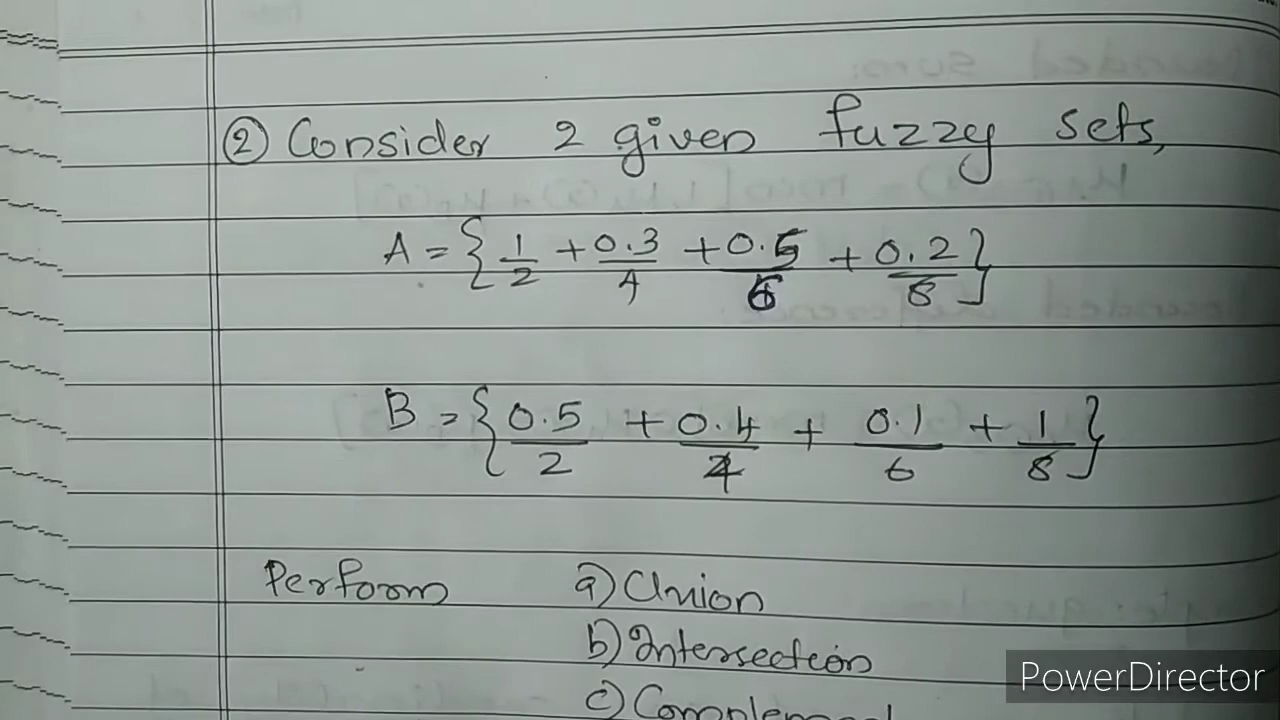 ② Consider 2 given fuzzy sets,
A = { 1/2 + 0.3/4 + 0.5/6 + 0.2/8 }
B = { 0.5/2 + 0.4/4 + 0.1/6 + 1/8 }
Perform a) Union
b) Intersection
c) Complement
PowerDirector